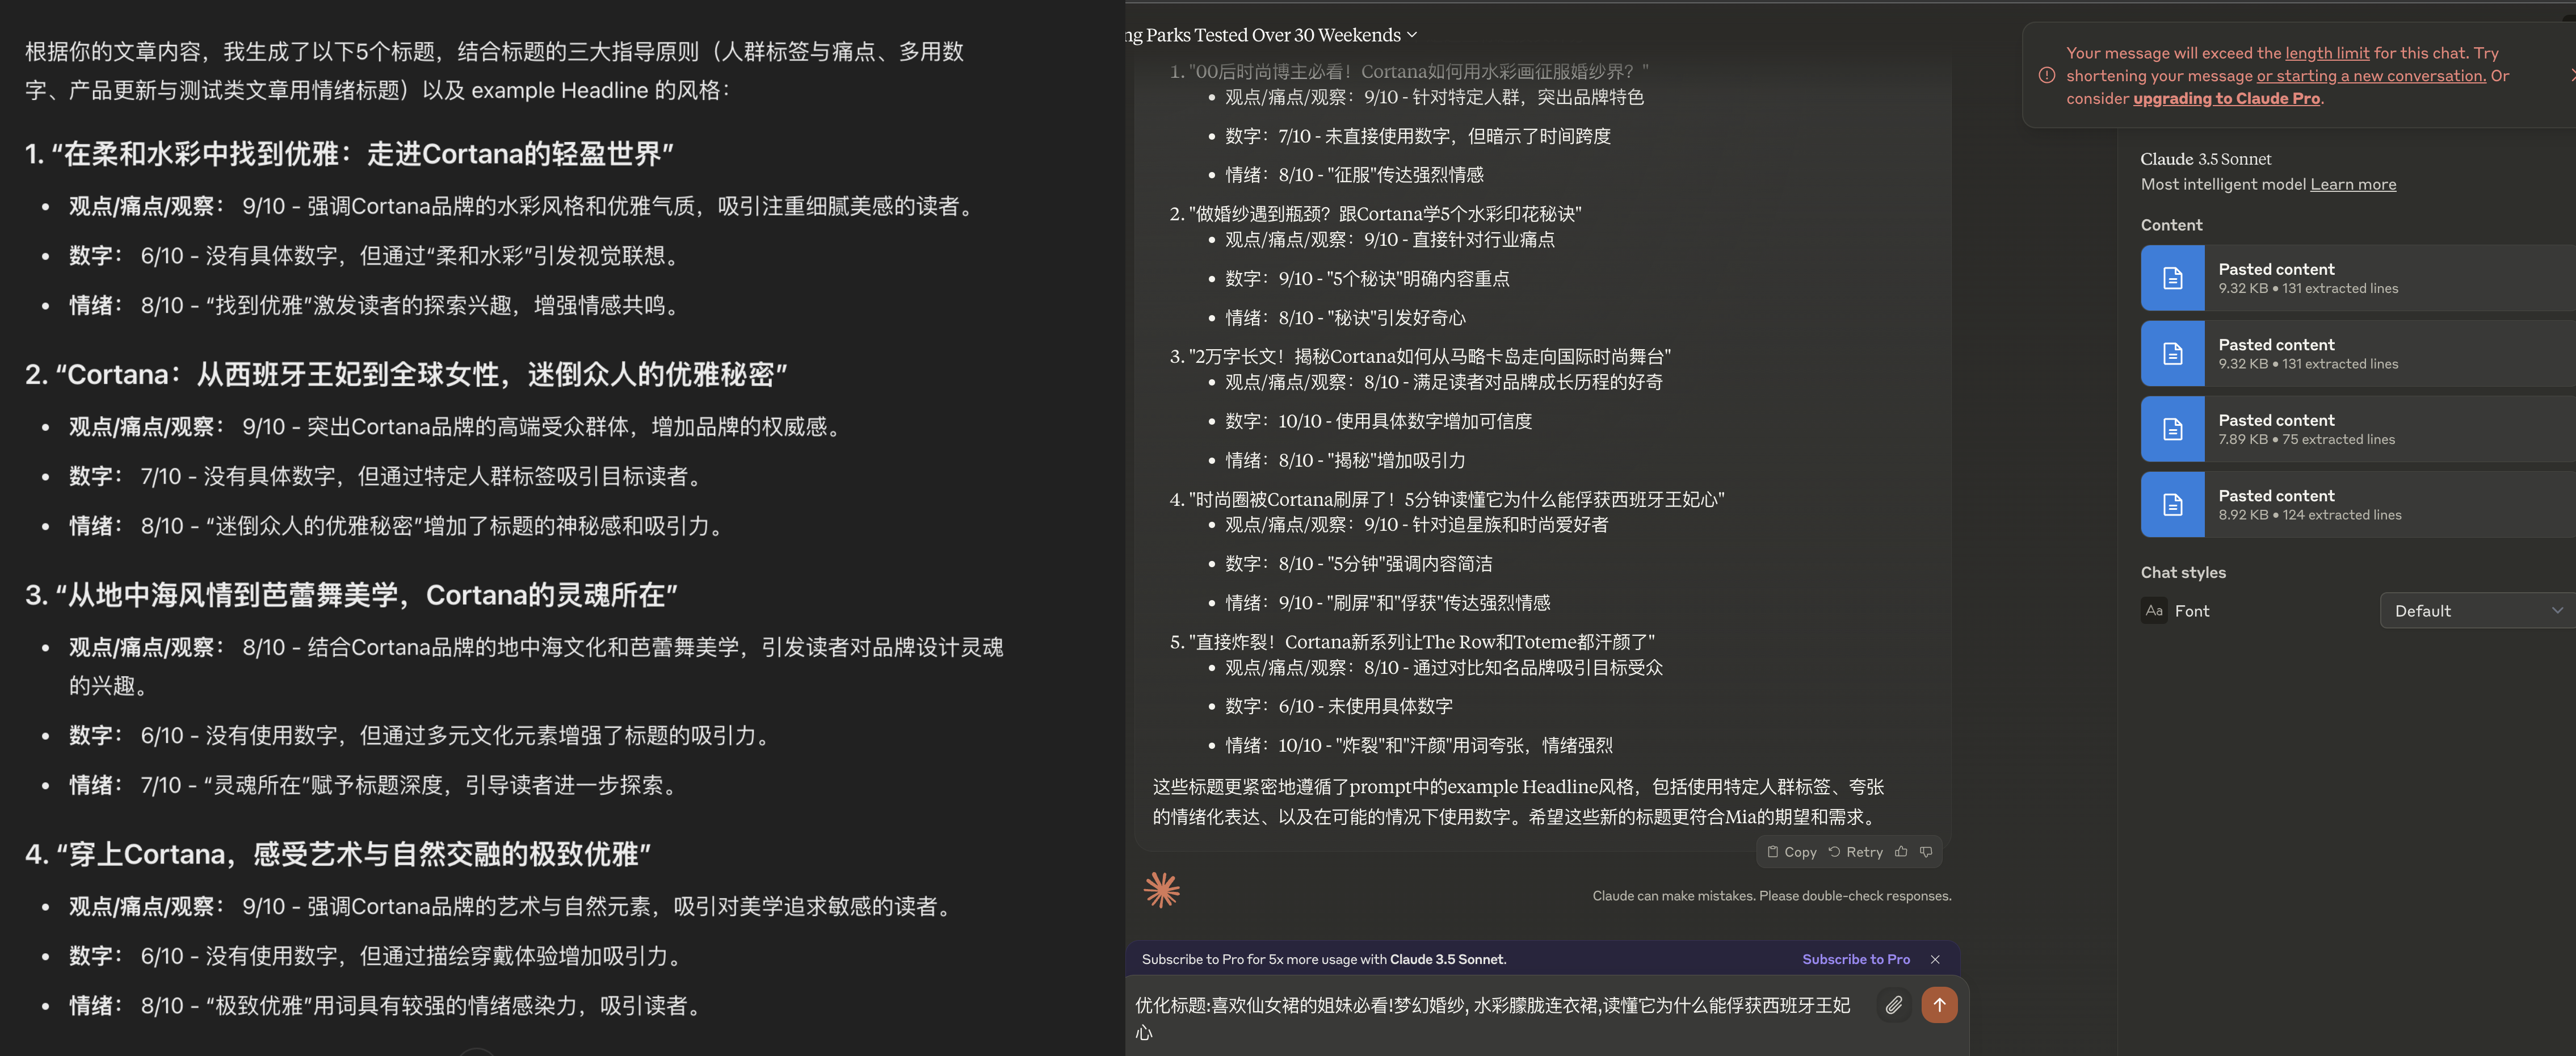 根据你的文章内容，我生成了以下5个标题，结合标题的三大指导原则（人群标签与痛点、多用数
字、产品更新与测试类文章用情绪标题）以及 example Headline 的风格：
1. “在柔和水彩中找到优雅：走进Cortana的轻盈世界”
• 观点/痛点/观察： 9/10 - 强调Cortana品牌的水彩风格和优雅气质，吸引注重细腻美感的读者。
• 数字： 6/10 - 没有具体数字，但通过“柔和水彩”引发视觉联想。
• 情绪： 8/10 - “找到优雅”激发读者的探索兴趣，增强情感共鸣。
2. “Cortana：从西班牙王妃到全球女性，迷倒众人的优雅秘密”
• 观点/痛点/观察： 9/10 - 突出Cortana品牌的高端受众群体，增加品牌的权威感。
• 数字： 7/10 - 没有具体数字，但通过特定人群标签吸引目标读者。
• 情绪： 8/10 - “迷倒众人的优雅秘密”增加了标题的神秘感和吸引力。
3. “从地中海风情到芭蕾舞美学，Cortana的灵魂所在”
• 观点/痛点/观察： 8/10 - 结合Cortana品牌的地中海文化和芭蕾舞美学，引发读者对品牌设计灵魂
的兴趣。
• 数字： 6/10 - 没有使用数字，但通过多元文化元素增强了标题的吸引力。
• 情绪： 7/10 - “灵魂所在”赋予标题深度，引导读者进一步探索。
4. “穿上Cortana，感受艺术与自然交融的极致优雅”
• 观点/痛点/观察： 9/10 - 强调Cortana品牌的艺术与自然元素，吸引对美学追求敏感的读者。
• 数字： 6/10 - 没有使用数字，但通过描绘穿戴体验增加吸引力。
• 情绪： 8/10 - “极致优雅”用词具有较强的情绪感染力，吸引读者。
ng Parks Tested Over 30 Weekends
1. "00后时尚博主必看！Cortana如何用水彩画征服婚纱界？"
• 观点/痛点/观察：9/10 - 针对特定人群，突出品牌特色
• 数字：7/10 - 未直接使用数字，但暗示了时间跨度
• 情绪：8/10 - "征服"传达强烈情感
2. "做婚纱遇到瓶颈？跟Cortana学5个水彩印花秘诀"
• 观点/痛点/观察：9/10 - 直接针对行业痛点
• 数字：9/10 - "5个秘诀"明确内容重点
• 情绪：8/10 - "秘诀"引发好奇心
3. "2万字长文！揭秘Cortana如何从马略卡岛走向国际时尚舞台"
• 观点/痛点/观察：8/10 - 满足读者对品牌成长历程的好奇
• 数字：10/10 - 使用具体数字增加可信度
• 情绪：8/10 - "揭秘"增加吸引力
4. "时尚圈被Cortana刷屏了！5分钟读懂它为什么能俘获西班牙王妃心"
• 观点/痛点/观察：9/10 - 针对追星族和时尚爱好者
• 数字：8/10 - "5分钟"强调内容简洁
• 情绪：9/10 - "刷屏"和"俘获"传达强烈情感
5. "直接炸裂！Cortana新系列让The Row和Toteme都汗颜了"
• 观点/痛点/观察：8/10 - 通过对比知名品牌吸引目标受众
• 数字：6/10 - 未使用具体数字
• 情绪：10/10 - "炸裂"和"汗颜"用词夸张，情绪强烈
这些标题更紧密地遵循了prompt中的example Headline风格，包括使用特定人群标签、夸张
的情绪化表达、以及在可能的情况下使用数字。希望这些新的标题更符合Mia的期望和需求。
Copy Retry
Claude can make mistakes. Please double-check responses.
Subscribe to Pro for 5x more usage with Claude 3.5 Sonnet. Subscribe to Pro
优化标题:喜欢仙女裙的姐妹必看!梦幻婚纱, 水彩朦胧连衣裙,读懂它为什么能俘获西班牙王妃
心
Your message will exceed the length limit for this chat. Try
shortening your message or starting a new conversation. Or
consider upgrading to Claude Pro.
Claude 3.5 Sonnet
Most intelligent model Learn more
Content
Pasted content
9.32 KB • 131 extracted lines
Pasted content
9.32 KB • 131 extracted lines
Pasted content
7.89 KB • 75 extracted lines
Pasted content
8.92 KB • 124 extracted lines
Chat styles
Aa Font Default